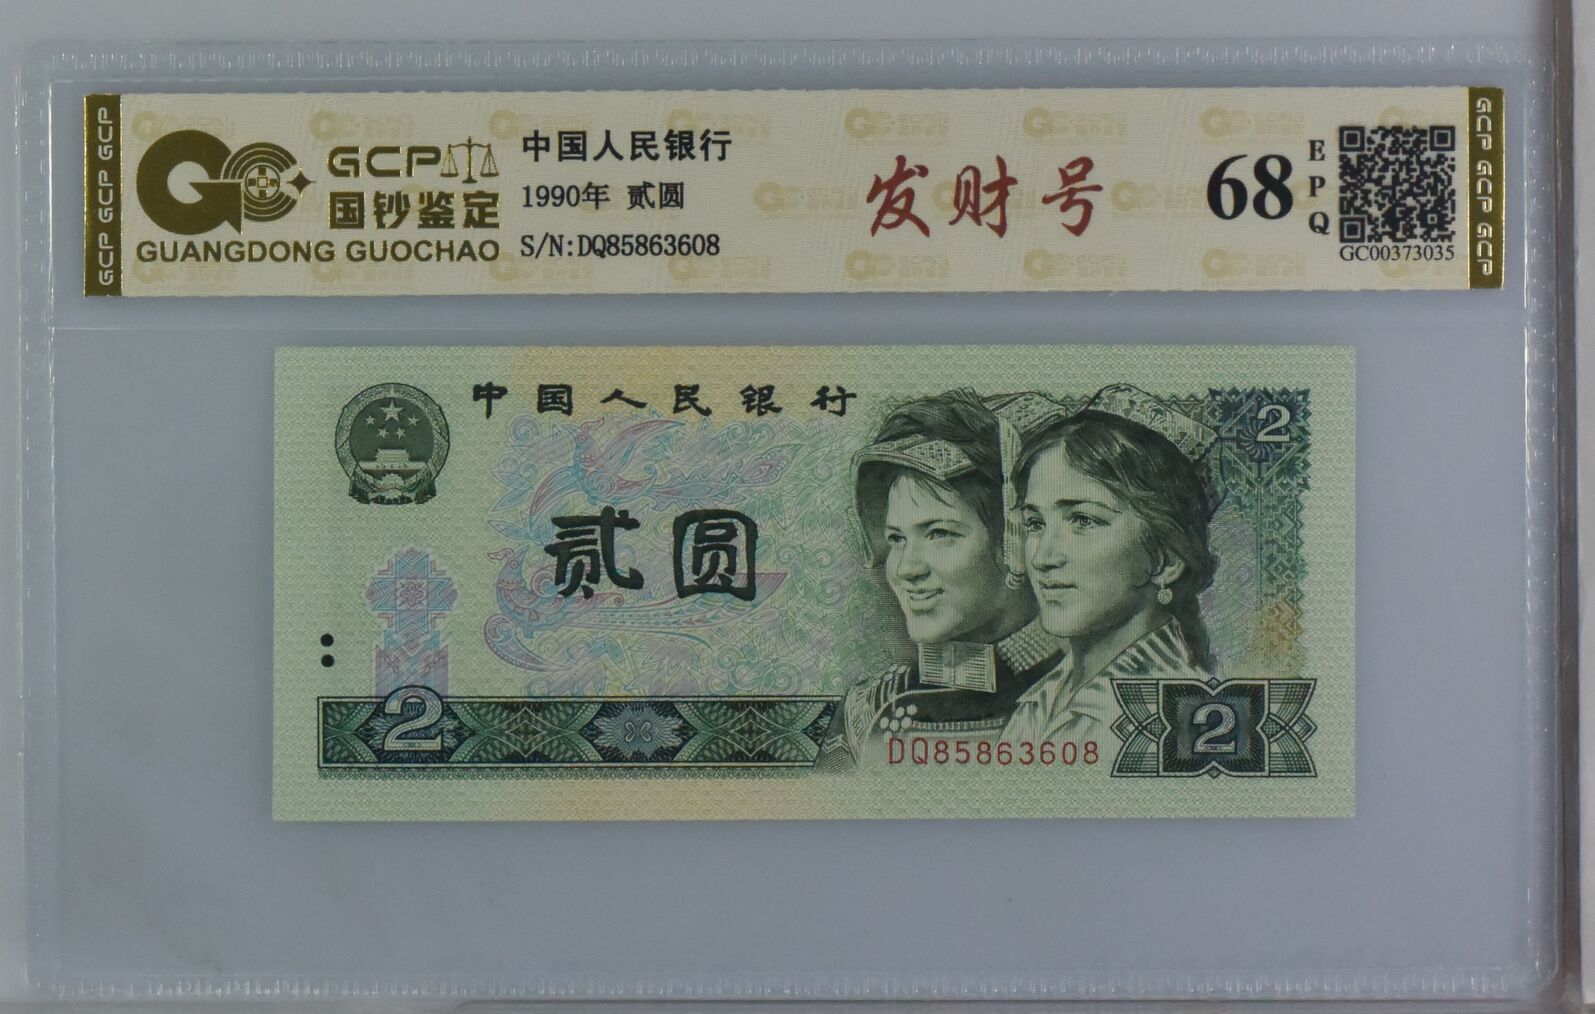 GCP GCP GCP
GCP
国钞鉴定
GUANGDONG GUOCHAO
中国人民银行
1990年 贰圆
S/N:DQ85863608
发财号
68
EPQ
GC00373035
GCP GCP GCP
中国人民银行
2
贰圆
2
DQ85863608
2